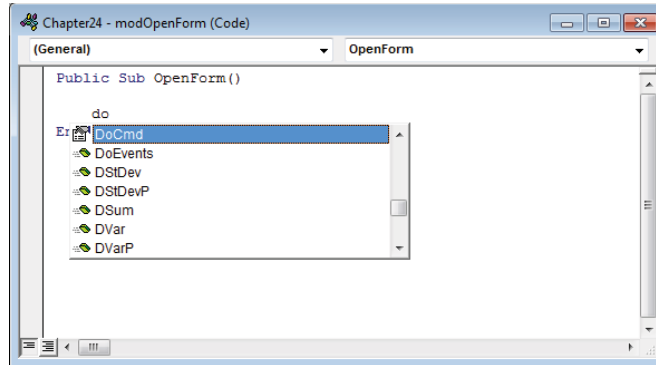 Chapter24 - modOpenForm (Code)
(General) OpenForm
Public Sub OpenForm()
do
DoCmd
DoEvents
DStDev
DStDevP
DSum
DVar
DVarP